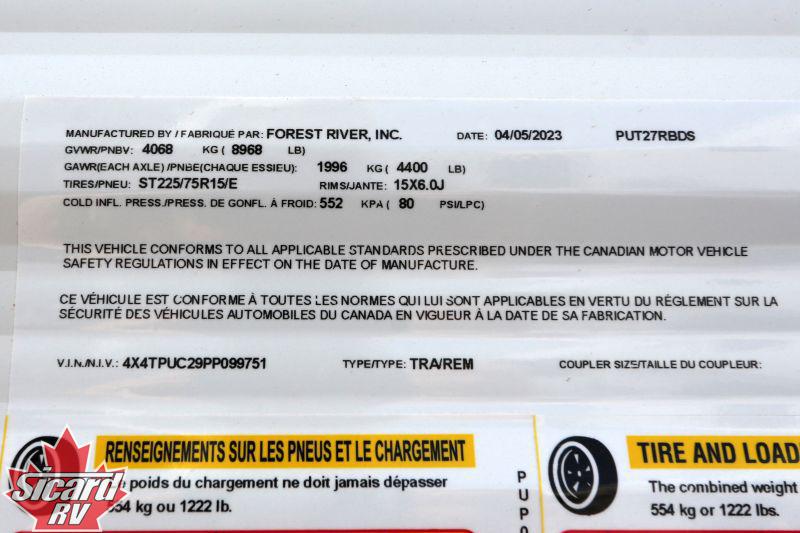 MANUFACTURED BY / FABRIQUÉ PAR: FOREST RIVER, INC. DATE: 04/05/2023 PUT27RBDS
GVWR/PNBV: 4068 KG ( 8968 LB)
GAWR(EACH AXLE) /PNBE(CHAQUE ESSIEU): 1996 KG ( 4400 LB)
TIRES/PNEU: ST225/75R15/E RIMS/JANTE: 15X6.0J
COLD INFL. PRESS./PRESS. DE GONFL. À FROID: 552 KPA ( 80 PSI/LPC)
THIS VEHICLE CONFORMS TO ALL APPLICABLE STANDARDS PRESCRIBED UNDER THE CANADIAN MOTOR VEHICLE
SAFETY REGULATIONS IN EFFECT ON THE DATE OF MANUFACTURE.
CE VÉHICULE EST CONFORME À TOUTES LES NORMES QUI LUI SONT APPLICABLES EN VERTU DU RÈGLEMENT SUR LA
SÉCURITÉ DES VÉHICULES AUTOMOBILES DU CANADA EN VIGUEUR À LA DATE DE SA FABRICATION.
V.I.N./N.I.V.: 4X4TPUC29PP099751 TYPE/TYPE: TRA/REM COUPLER SIZE/TAILLE DU COUPLEUR:
RENSEIGNEMENTS SUR LES PNEUS ET LE CHARGEMENT
poids du chargement ne doit jamais dépasser
554 kg ou 1222 lb.
PUP0
TIRE AND LOAD
The combined weight
554 kg or 1222 lbs.
Sicard
RV